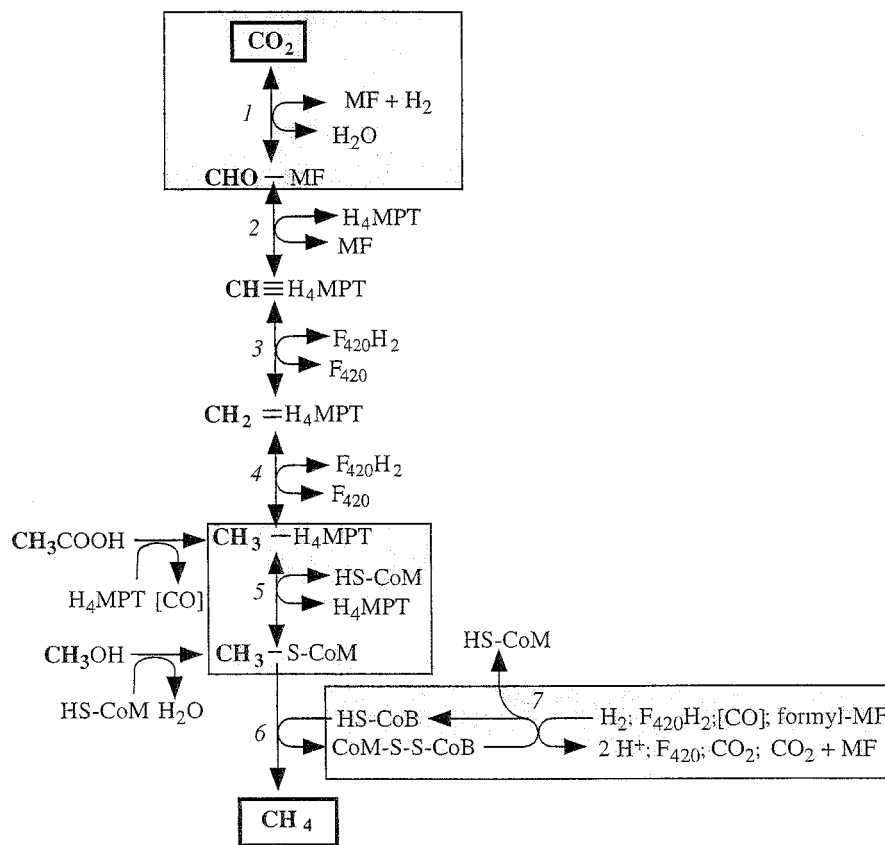 CO₂
1
MF + H₂
H₂O
CHO – MF
2
H₄MPT
MF
CH≡H₄MPT
3
F₄₂₀H₂
F₄₂₀
CH₂ =H₄MPT
4
F₄₂₀H₂
F₄₂₀
CH₃COOH
CH₃ –H₄MPT
H₄MPT [CO]
5
HS-CoM
H₄MPT
CH₃OH
CH₃–S-CoM
HS-CoM H₂O
HS-CoM
6
7
HS-CoB
H₂; F₄₂₀H₂;[CO]; formyl-MF
CoM-S-S-CoB
2 H⁺; F₄₂₀; CO₂; CO₂ + MF
CH₄